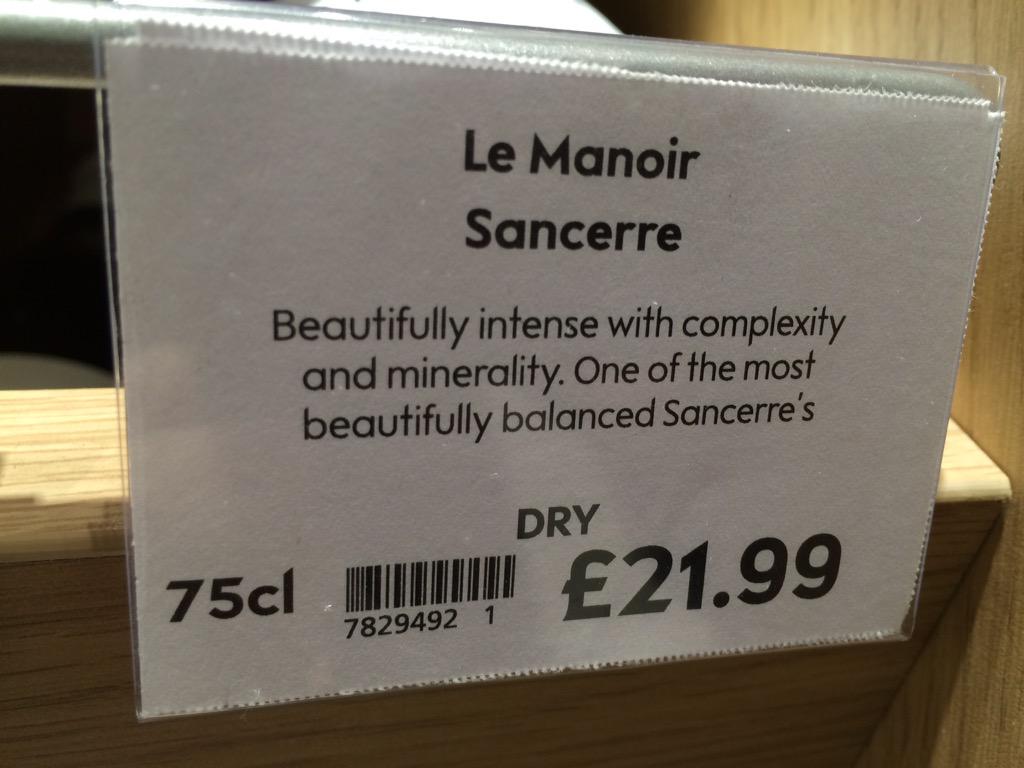 Le Manoir
Sancerre
Beautifully intense with complexity
and minerality. One of the most
beautifully balanced Sancerre's
DRY
75cl
7829492 1
£21.99